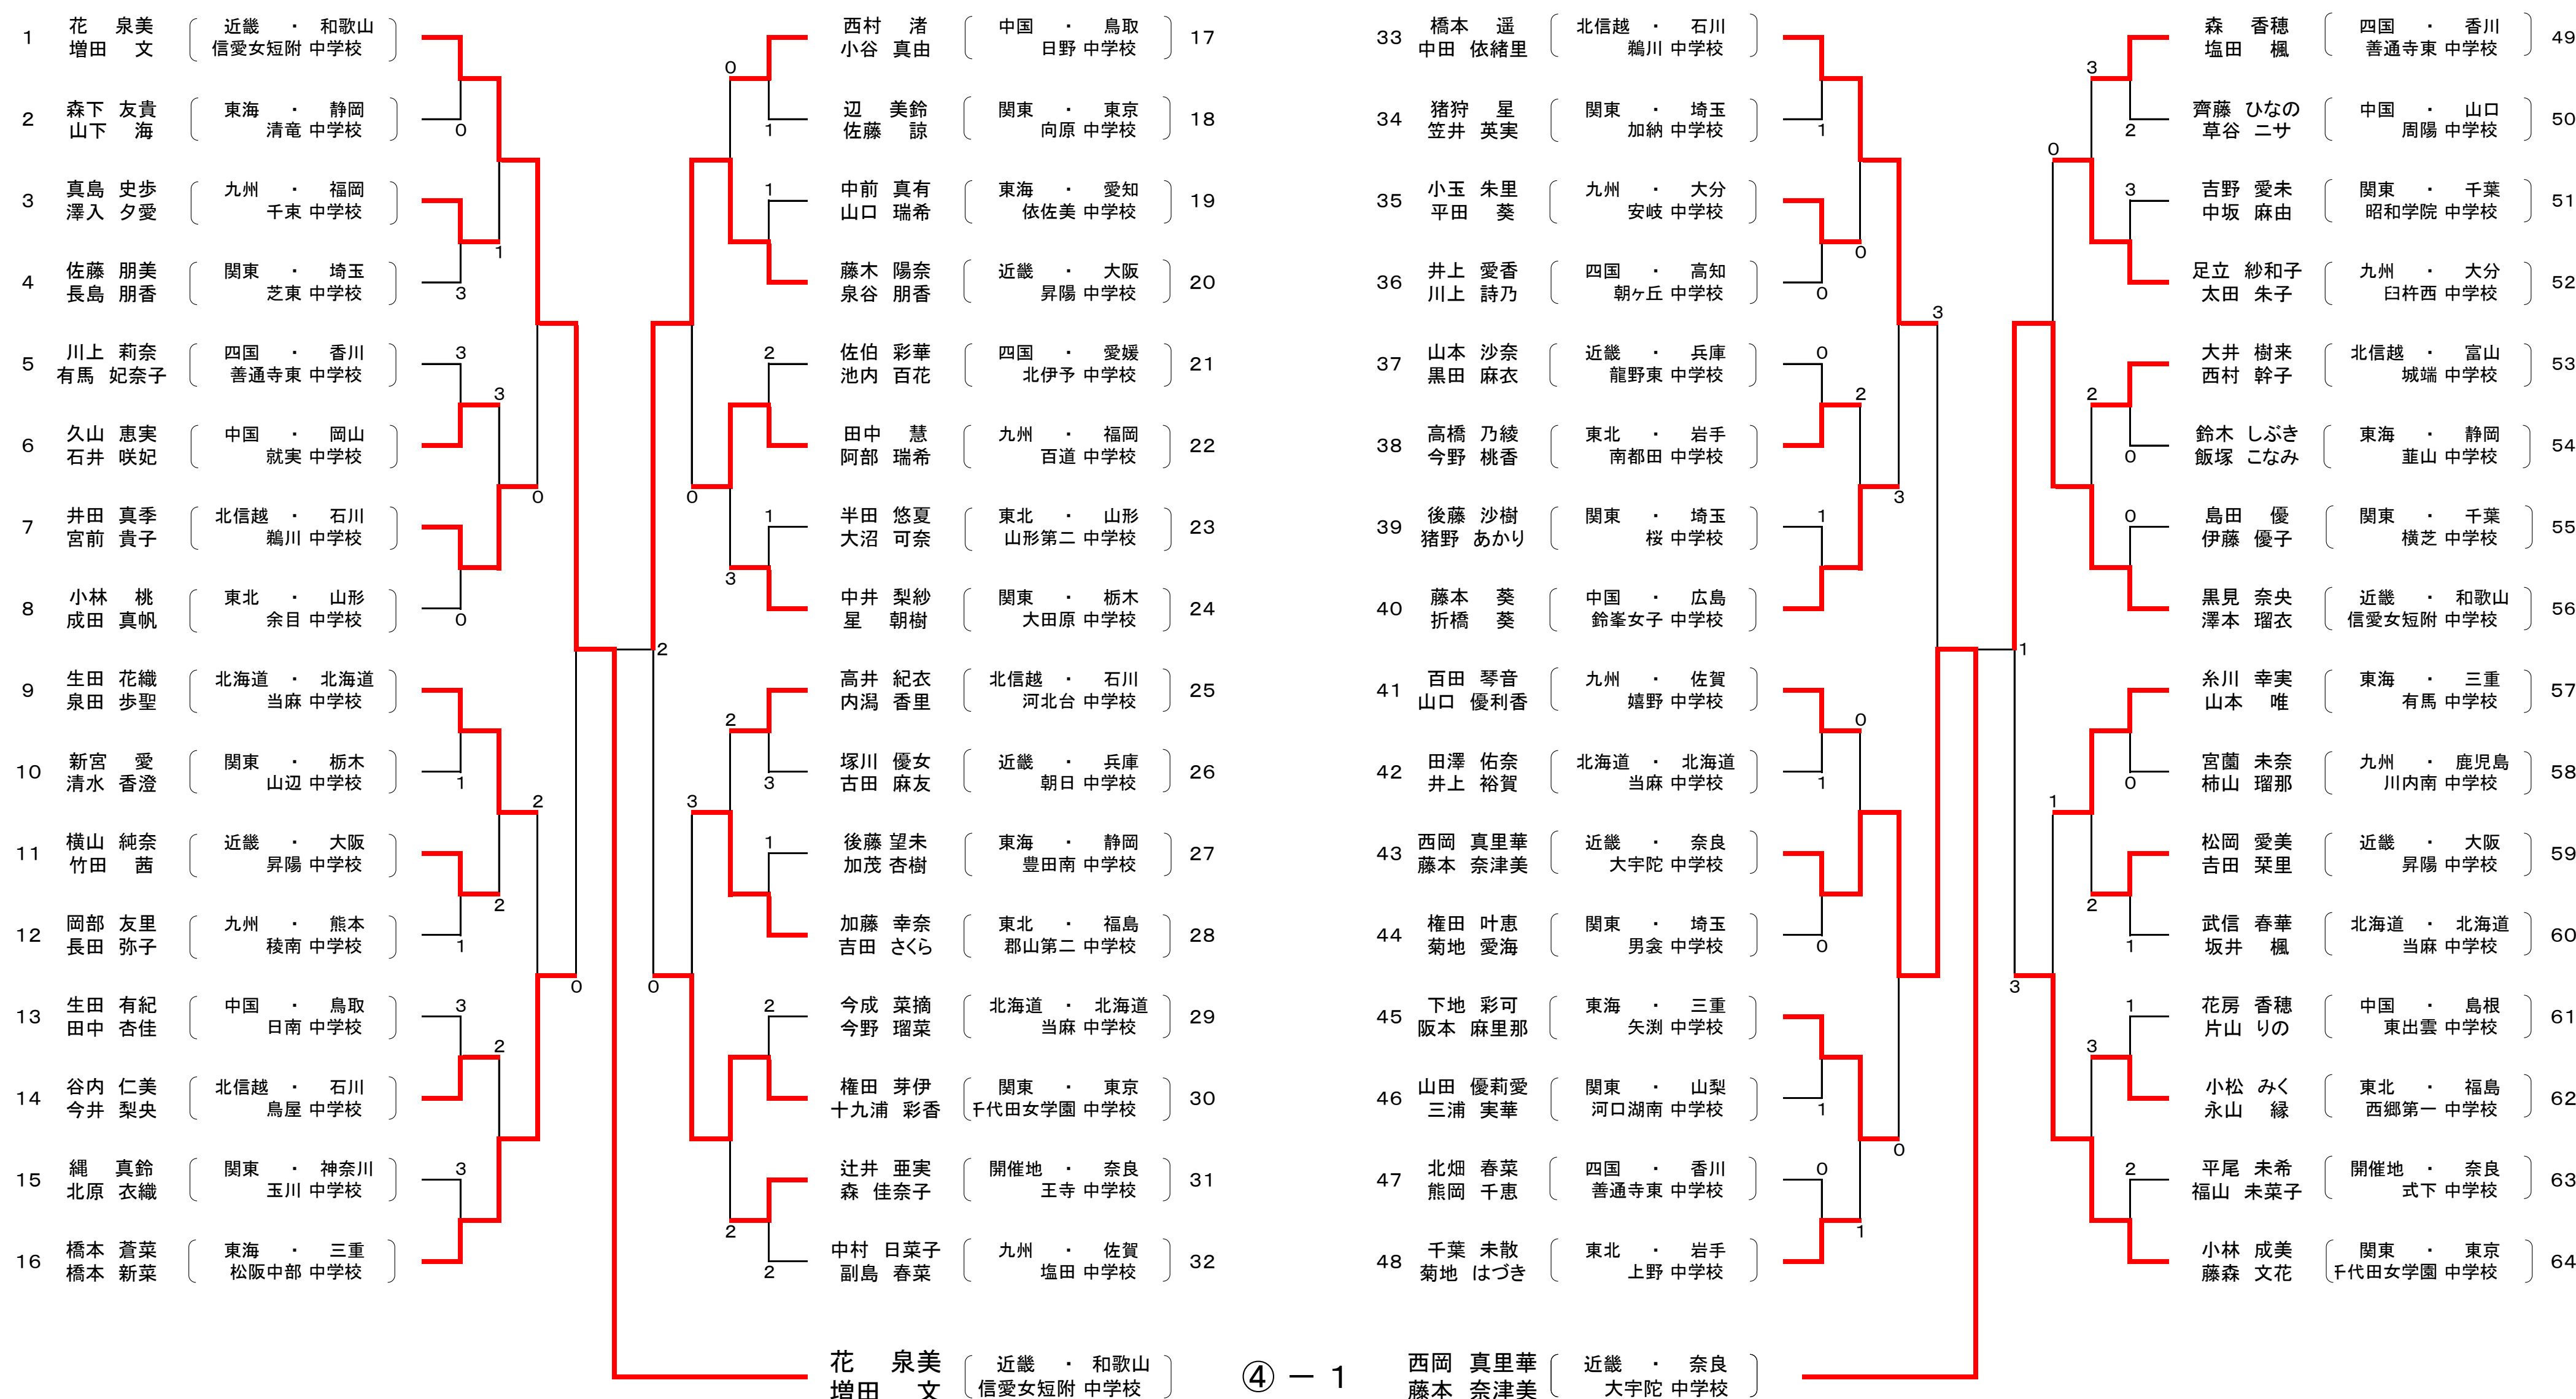 1 花 泉美 近畿 ・ 和歌山
増田 文 信愛女短附 中学校
0
2 森下 友貴 東海 ・ 静岡
山下 海 清竜 中学校
3 真島 史歩 九州 ・ 福岡
澤入 夕愛 千束 中学校
1
4 佐藤 朋美 関東 ・ 埼玉
長島 朋香 芝東 中学校
3
5 川上 莉奈 四国 ・ 香川
有馬 妃奈子 善通寺東 中学校
3
3
6 久山 恵実 中国 ・ 岡山
石井 咲妃 就実 中学校
0
7 井田 真季 北信越 ・ 石川
宮前 貴子 鵜川 中学校
8 小林 桃 東北 ・ 山形
成田 真帆 余目 中学校
0
9 生田 花織 北海道 ・ 北海道
泉田 歩聖 当麻 中学校
10 新宮 愛 関東 ・ 栃木
清水 香澄 山辺 中学校
1
2
11 横山 純奈 近畿 ・ 大阪
竹田 茜 昇陽 中学校
2
12 岡部 友里 九州 ・ 熊本
長田 弥子 稜南 中学校
1
0
13 生田 有紀 中国 ・ 鳥取
田中 杏佳 日南 中学校
3
2
14 谷内 仁美 北信越 ・ 石川
今井 梨央 鳥屋 中学校
15 縄 真鈴 関東 ・ 神奈川
北原 衣織 玉川 中学校
3
16 橋本 蒼菜 東海 ・ 三重
橋本 新菜 松阪中部 中学校
西村 渚 中国 ・ 鳥取 17
小谷 真由 日野 中学校
0
辺 美鈴 関東 ・ 東京 18
佐藤 諒 向原 中学校
1
中前 真有 東海 ・ 愛知 19
山口 瑞希 依佐美 中学校
1
藤木 陽奈 近畿 ・ 大阪 20
泉谷 朋香 昇陽 中学校
佐伯 彩華 四国 ・ 愛媛 21
池内 百花 北伊予 中学校
2
田中 慧 九州 ・ 福岡 22
阿部 瑞希 百道 中学校
0
半田 悠夏 東北 ・ 山形 23
大沼 可奈 山形第二 中学校
1
3
中井 梨紗 関東 ・ 栃木 24
星 朝樹 大田原 中学校
2
高井 紀衣 北信越 ・ 石川 25
内潟 香里 河北台 中学校
2
塚川 優女 近畿 ・ 兵庫 26
古田 麻友 朝日 中学校
3
3
後藤 望未 東海 ・ 静岡 27
加茂 杏樹 豊田南 中学校
1
加藤 幸奈 東北 ・ 福島 28
吉田 さくら 郡山第二 中学校
0
今成 菜摘 北海道 ・ 北海道 29
今野 瑠菜 当麻 中学校
2
権田 芽伊 関東 ・ 東京 30
十九浦 彩香 千代田女学園 中学校
辻井 亜実 開催地 ・ 奈良 31
森 佳奈子 王寺 中学校
2
中村 日菜子 九州 ・ 佐賀 32
副島 春菜 塩田 中学校
2
33 橋本 遥 北信越 ・ 石川
中田 依緒里 鵜川 中学校
34 猪狩 星 関東 ・ 埼玉
笠井 英実 加納 中学校
1
35 小玉 朱里 九州 ・ 大分
平田 葵 安岐 中学校
0
36 井上 愛香 四国 ・ 高知
川上 詩乃 朝ヶ丘 中学校
0
3
37 山本 沙奈 近畿 ・ 兵庫
黒田 麻衣 龍野東 中学校
0
2
38 高橋 乃綾 東北 ・ 岩手
今野 桃香 南都田 中学校
3
39 後藤 沙樹 関東 ・ 埼玉
猪野 あかり 桜 中学校
1
40 藤本 葵 中国 ・ 広島
折橋 葵 鈴峯女子 中学校
41 百田 琴音 九州 ・ 佐賀
山口 優利香 嬉野 中学校
0
42 田澤 佑奈 北海道 ・ 北海道
井上 裕賀 当麻 中学校
1
43 西岡 真里華 近畿 ・ 奈良
藤本 奈津美 大宇陀 中学校
44 権田 叶恵 関東 ・ 埼玉
菊地 愛海 男衾 中学校
0
45 下地 彩可 東海 ・ 三重
阪本 麻里那 矢渕 中学校
46 山田 優莉愛 関東 ・ 山梨
三浦 実華 河口湖南 中学校
1
0
47 北畑 春菜 四国 ・ 香川
熊岡 千恵 善通寺東 中学校
0
1
48 千葉 未散 東北 ・ 岩手
菊地 はづき 上野 中学校
森 香穂 四国 ・ 香川 49
塩田 楓 善通寺東 中学校
3
齊藤 ひなの 中国 ・ 山口 50
草谷 ニサ 周陽 中学校
2
0
吉野 愛未 関東 ・ 千葉 51
中坂 麻由 昭和学院 中学校
3
足立 紗和子 九州 ・ 大分 52
太田 朱子 臼杵西 中学校
大井 樹来 北信越 ・ 富山 53
西村 幹子 城端 中学校
2
鈴木 しぶき 東海 ・ 静岡 54
飯塚 こなみ 韮山 中学校
0
島田 優 関東 ・ 千葉 55
伊藤 優子 横芝 中学校
0
黒見 奈央 近畿 ・ 和歌山 56
澤本 瑠衣 信愛女短附 中学校
1
糸川 幸実 東海 ・ 三重 57
山本 唯 有馬 中学校
宮薗 未奈 九州 ・ 鹿児島 58
柿山 瑠那 川内南 中学校
0
1
松岡 愛美 近畿 ・ 大阪 59
吉田 栞里 昇陽 中学校
2
武信 春華 北海道 ・ 北海道 60
坂井 楓 当麻 中学校
1
3
花房 香穂 中国 ・ 島根 61
片山 りの 東出雲 中学校
1
3
小松 みく 東北 ・ 福島 62
永山 縁 西郷第一 中学校
平尾 未希 開催地 ・ 奈良 63
福山 未菜子 式下 中学校
2
小林 成美 関東 ・ 東京 64
藤森 文花 千代田女学園 中学校
花 泉美 近畿 ・ 和歌山 ④ － 1 西岡 真里華 近畿 ・ 奈良
増田 文 信愛女短附 中学校 藤本 奈津美 大宇陀 中学校